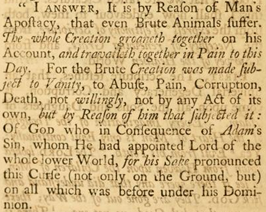 “ I ANSWER, It is by Reason of Man's
Apostacy, that even Brute Animals suffer.
The whole Creation groaneth together on his
Account, and travaileth together in Pain to this
Day. For the Brute Creation was made sub-
ject to Vanity, to Abuse, Pain, Corruption,
Death, not willingly, not by any Act of its
own, but by Reason of him that subjected it :
Of GOD who in Consequence of Adam's
Sin, whom He had appointed Lord of the
whole lower World, for his Sake pronounced
this Curse (not only on the Ground, but)
on all which was before under his Domi-
nion.